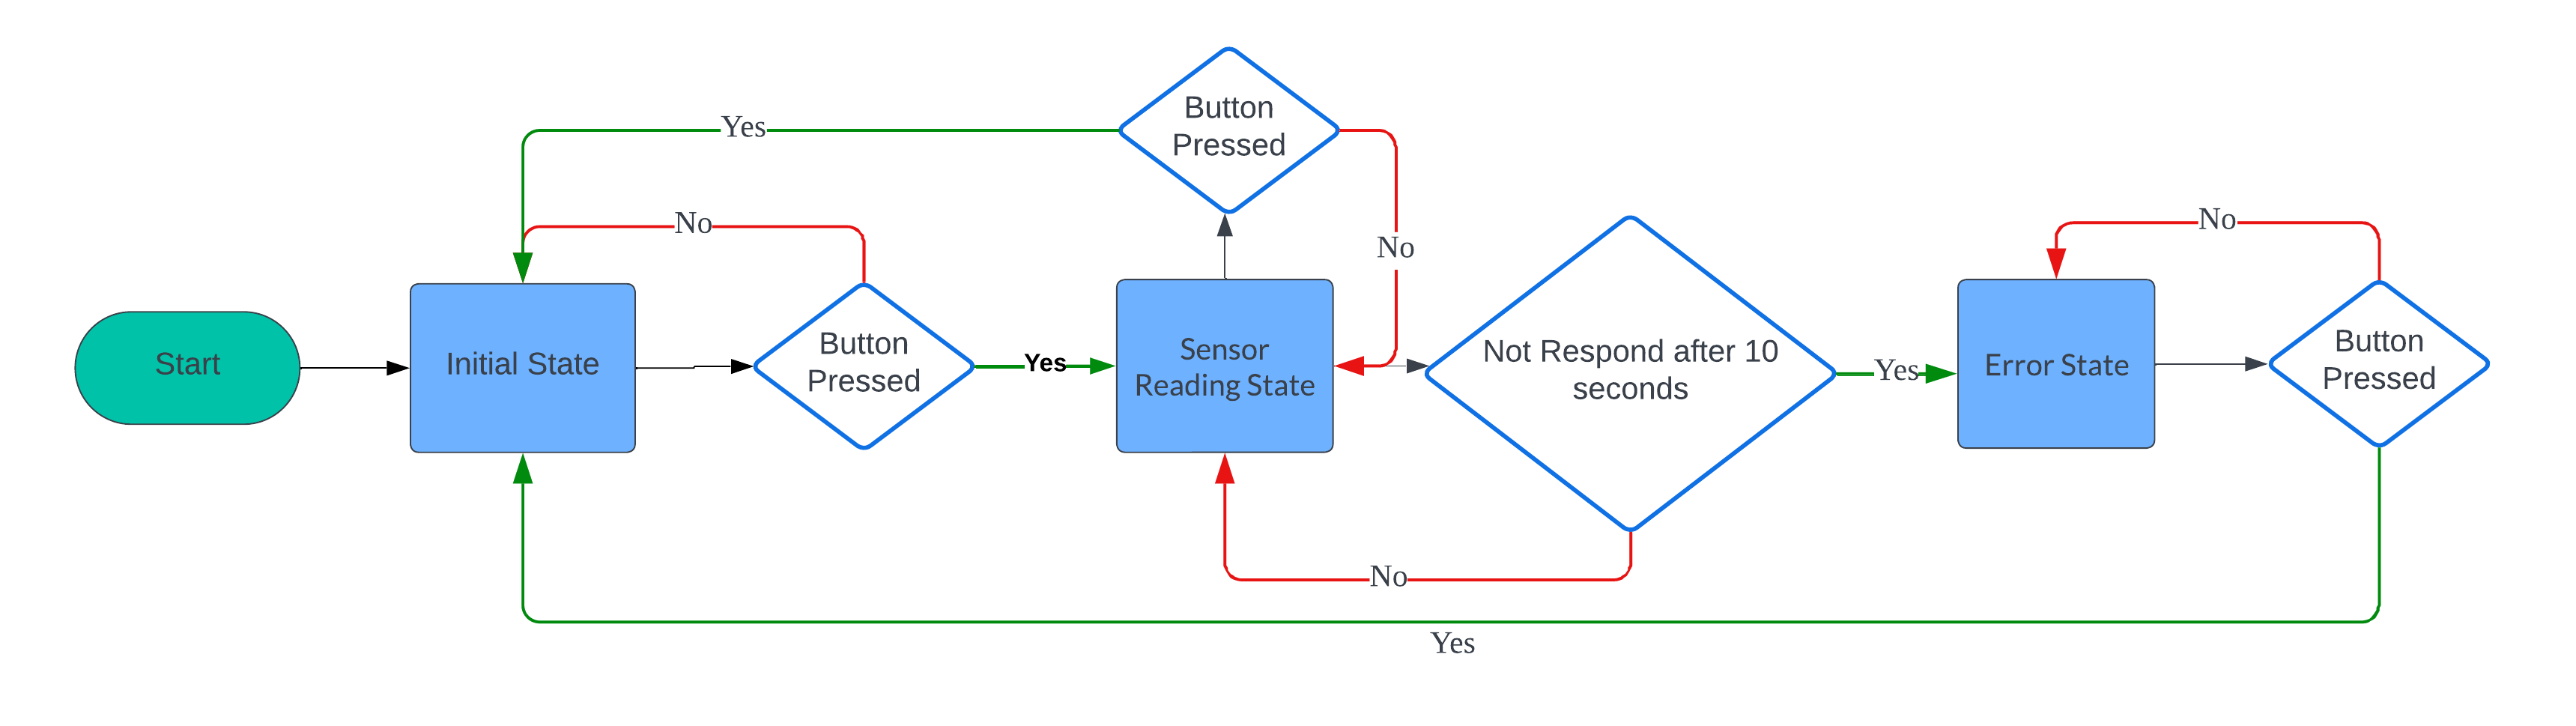 Button
Pressed
Yes
No
No
No
Start
Initial State
Button
Pressed
Yes
Sensor
Reading State
Not Respond after 10
seconds
Yes
Error State
Button
Pressed
No
Yes